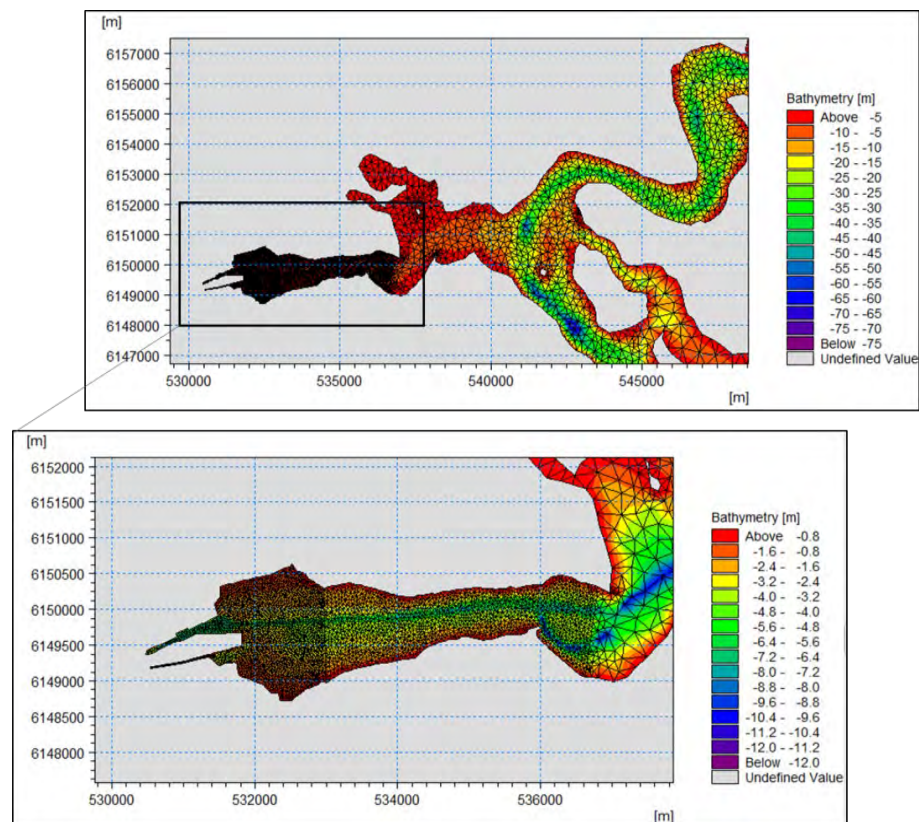 [m]
6157000
6156000
6155000
6154000
6153000
6152000
6151000
6150000
6149000
6148000
6147000
530000 535000 540000 545000
[m]
Bathymetry [m]
Above -5
-10 - -5
-15 - -10
-20 - -15
-25 - -20
-30 - -25
-35 - -30
-40 - -35
-45 - -40
-50 - -45
-55 - -50
-60 - -55
-65 - -60
-70 - -65
-75 - -70
Below -75
Undefined Value
[m]
6152000
6151500
6151000
6150500
6150000
6149500
6149000
6148500
6148000
530000 532000 534000 536000
[m]
Bathymetry [m]
Above -0.8
-1.6 - -0.8
-2.4 - -1.6
-3.2 - -2.4
-4.0 - -3.2
-4.8 - -4.0
-5.6 - -4.8
-6.4 - -5.6
-7.2 - -6.4
-8.0 - -7.2
-8.8 - -8.0
-9.6 - -8.8
-10.4 - -9.6
-11.2 - -10.4
-12.0 - -11.2
Below -12.0
Undefined Value